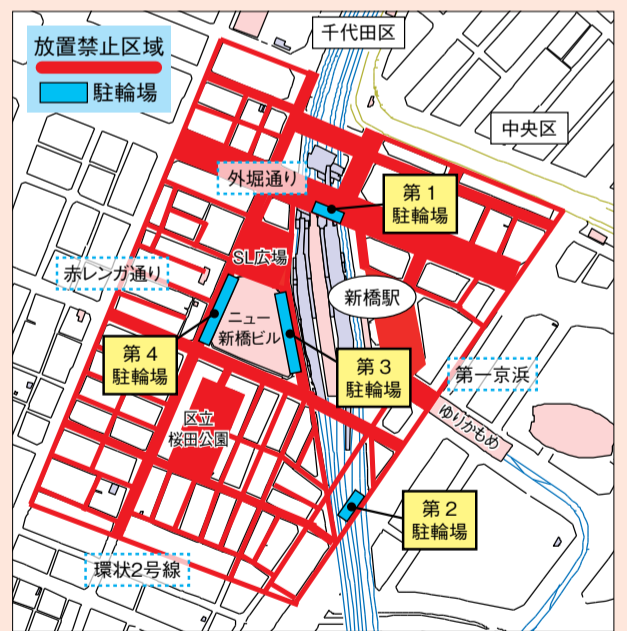 放置禁止区域
駐輪場
千代田区
中央区
外堀通り
第1
駐輪場
SL広場
赤レンガ通り
新橋駅
ニュー
新橋ビル
第4
駐輪場
第3
駐輪場
第一京浜
ゆりかもめ
区立
桜田公園
第2
駐輪場
環状2号線